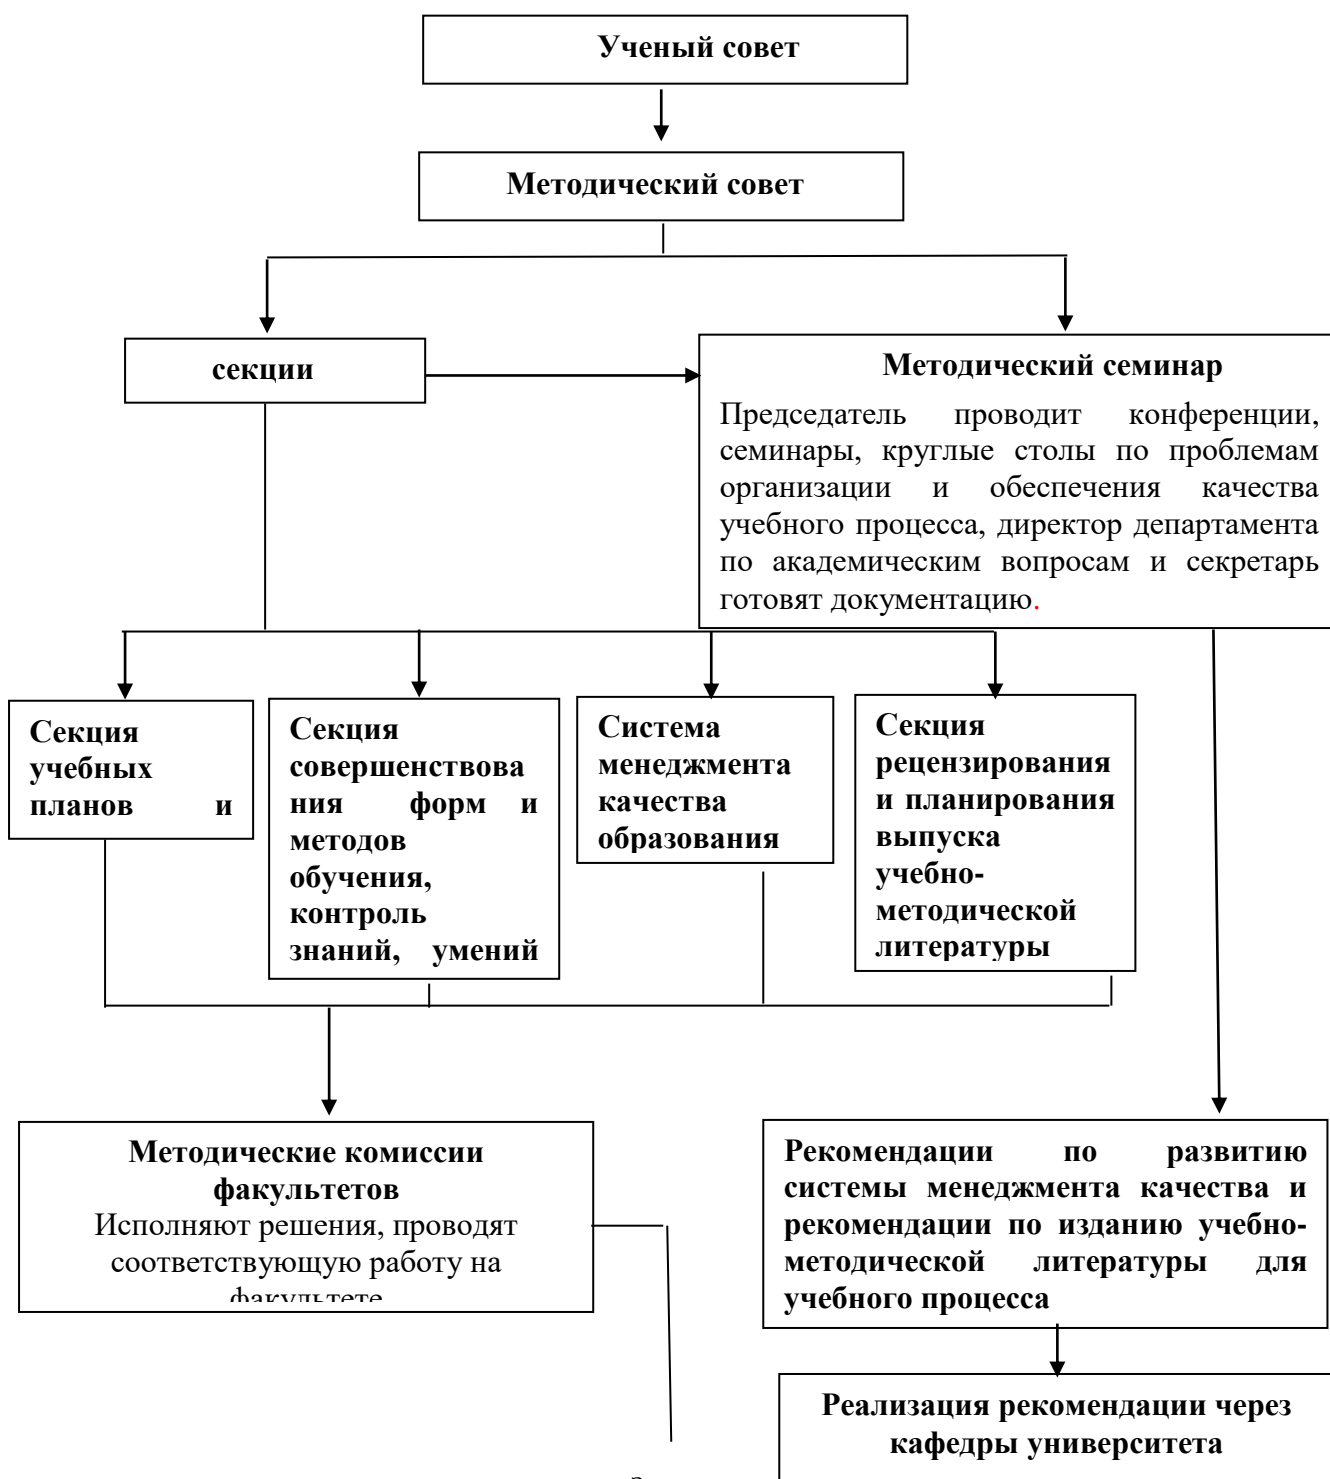 Ученый совет
Методический совет
секции
Методический семинар
Председатель проводит конференции,
семинары, круглые столы по проблемам
организации и обеспечения качества
учебного процесса, директор департамента
по академическим вопросам и секретарь
готовят документацию.
Секция
учебных
планов и
Секция
совершенствова
ния форм и
методов
обучения,
контроль
знаний, умений
Система
менеджмента
качества
образования
Секция
рецензирования
и планирования
выпуска
учебно-
методической
литературы
Методические комиссии
факультетов
Исполняют решения, проводят
соответствующую работу на
факультете
Рекомендации по развитию
системы менеджмента качества и
рекомендации по изданию учебно-
методической литературы для
учебного процесса
Реализация рекомендации через
кафедры университета